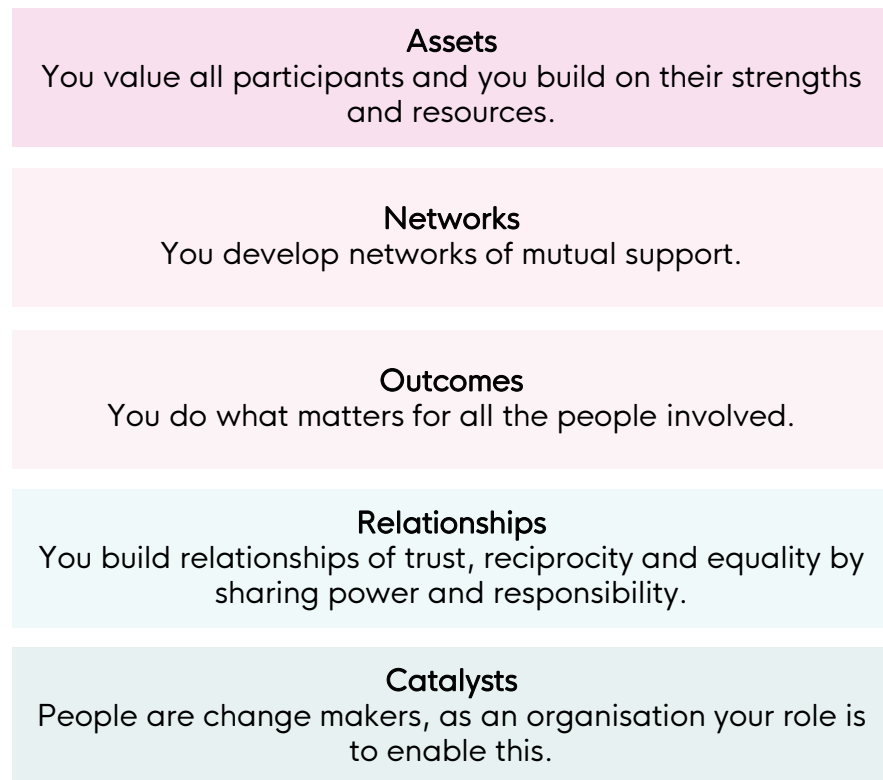 Assets
You value all participants and you build on their strengths
and resources.
Networks
You develop networks of mutual support.
Outcomes
You do what matters for all the people involved.
Relationships
You build relationships of trust, reciprocity and equality by
sharing power and responsibility.
Catalysts
People are change makers, as an organisation your role is
to enable this.